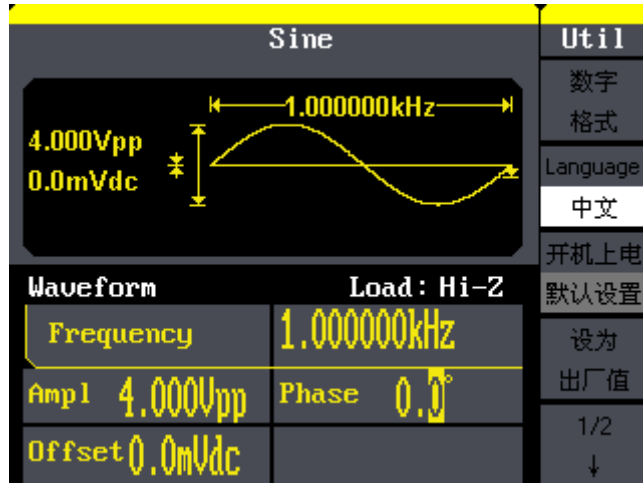 Sine
1.000000kHz
4.000Vpp
0.0mVdc
Waveform
Load: Hi-Z
Frequency
1.000000kHz
Ampl 4.000Vpp
Phase 0.0°
Offset 0.0mVdc
Util
数字
格式
Language
中文
开机上电
默认设置
设为
出厂值
1/2
↓